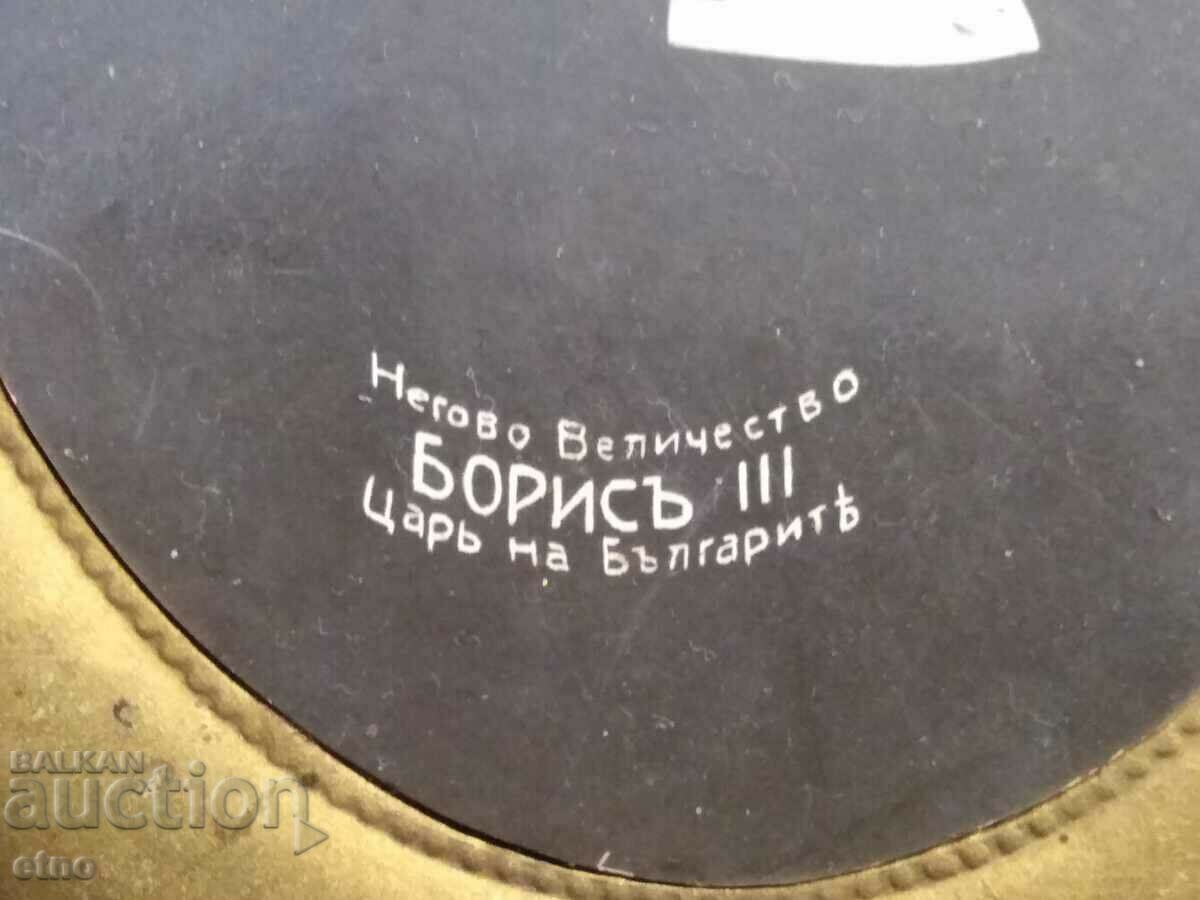 Негово Величество
БОРИСЪ III
Царь на Българитѣ
BALKAN
auction
etno